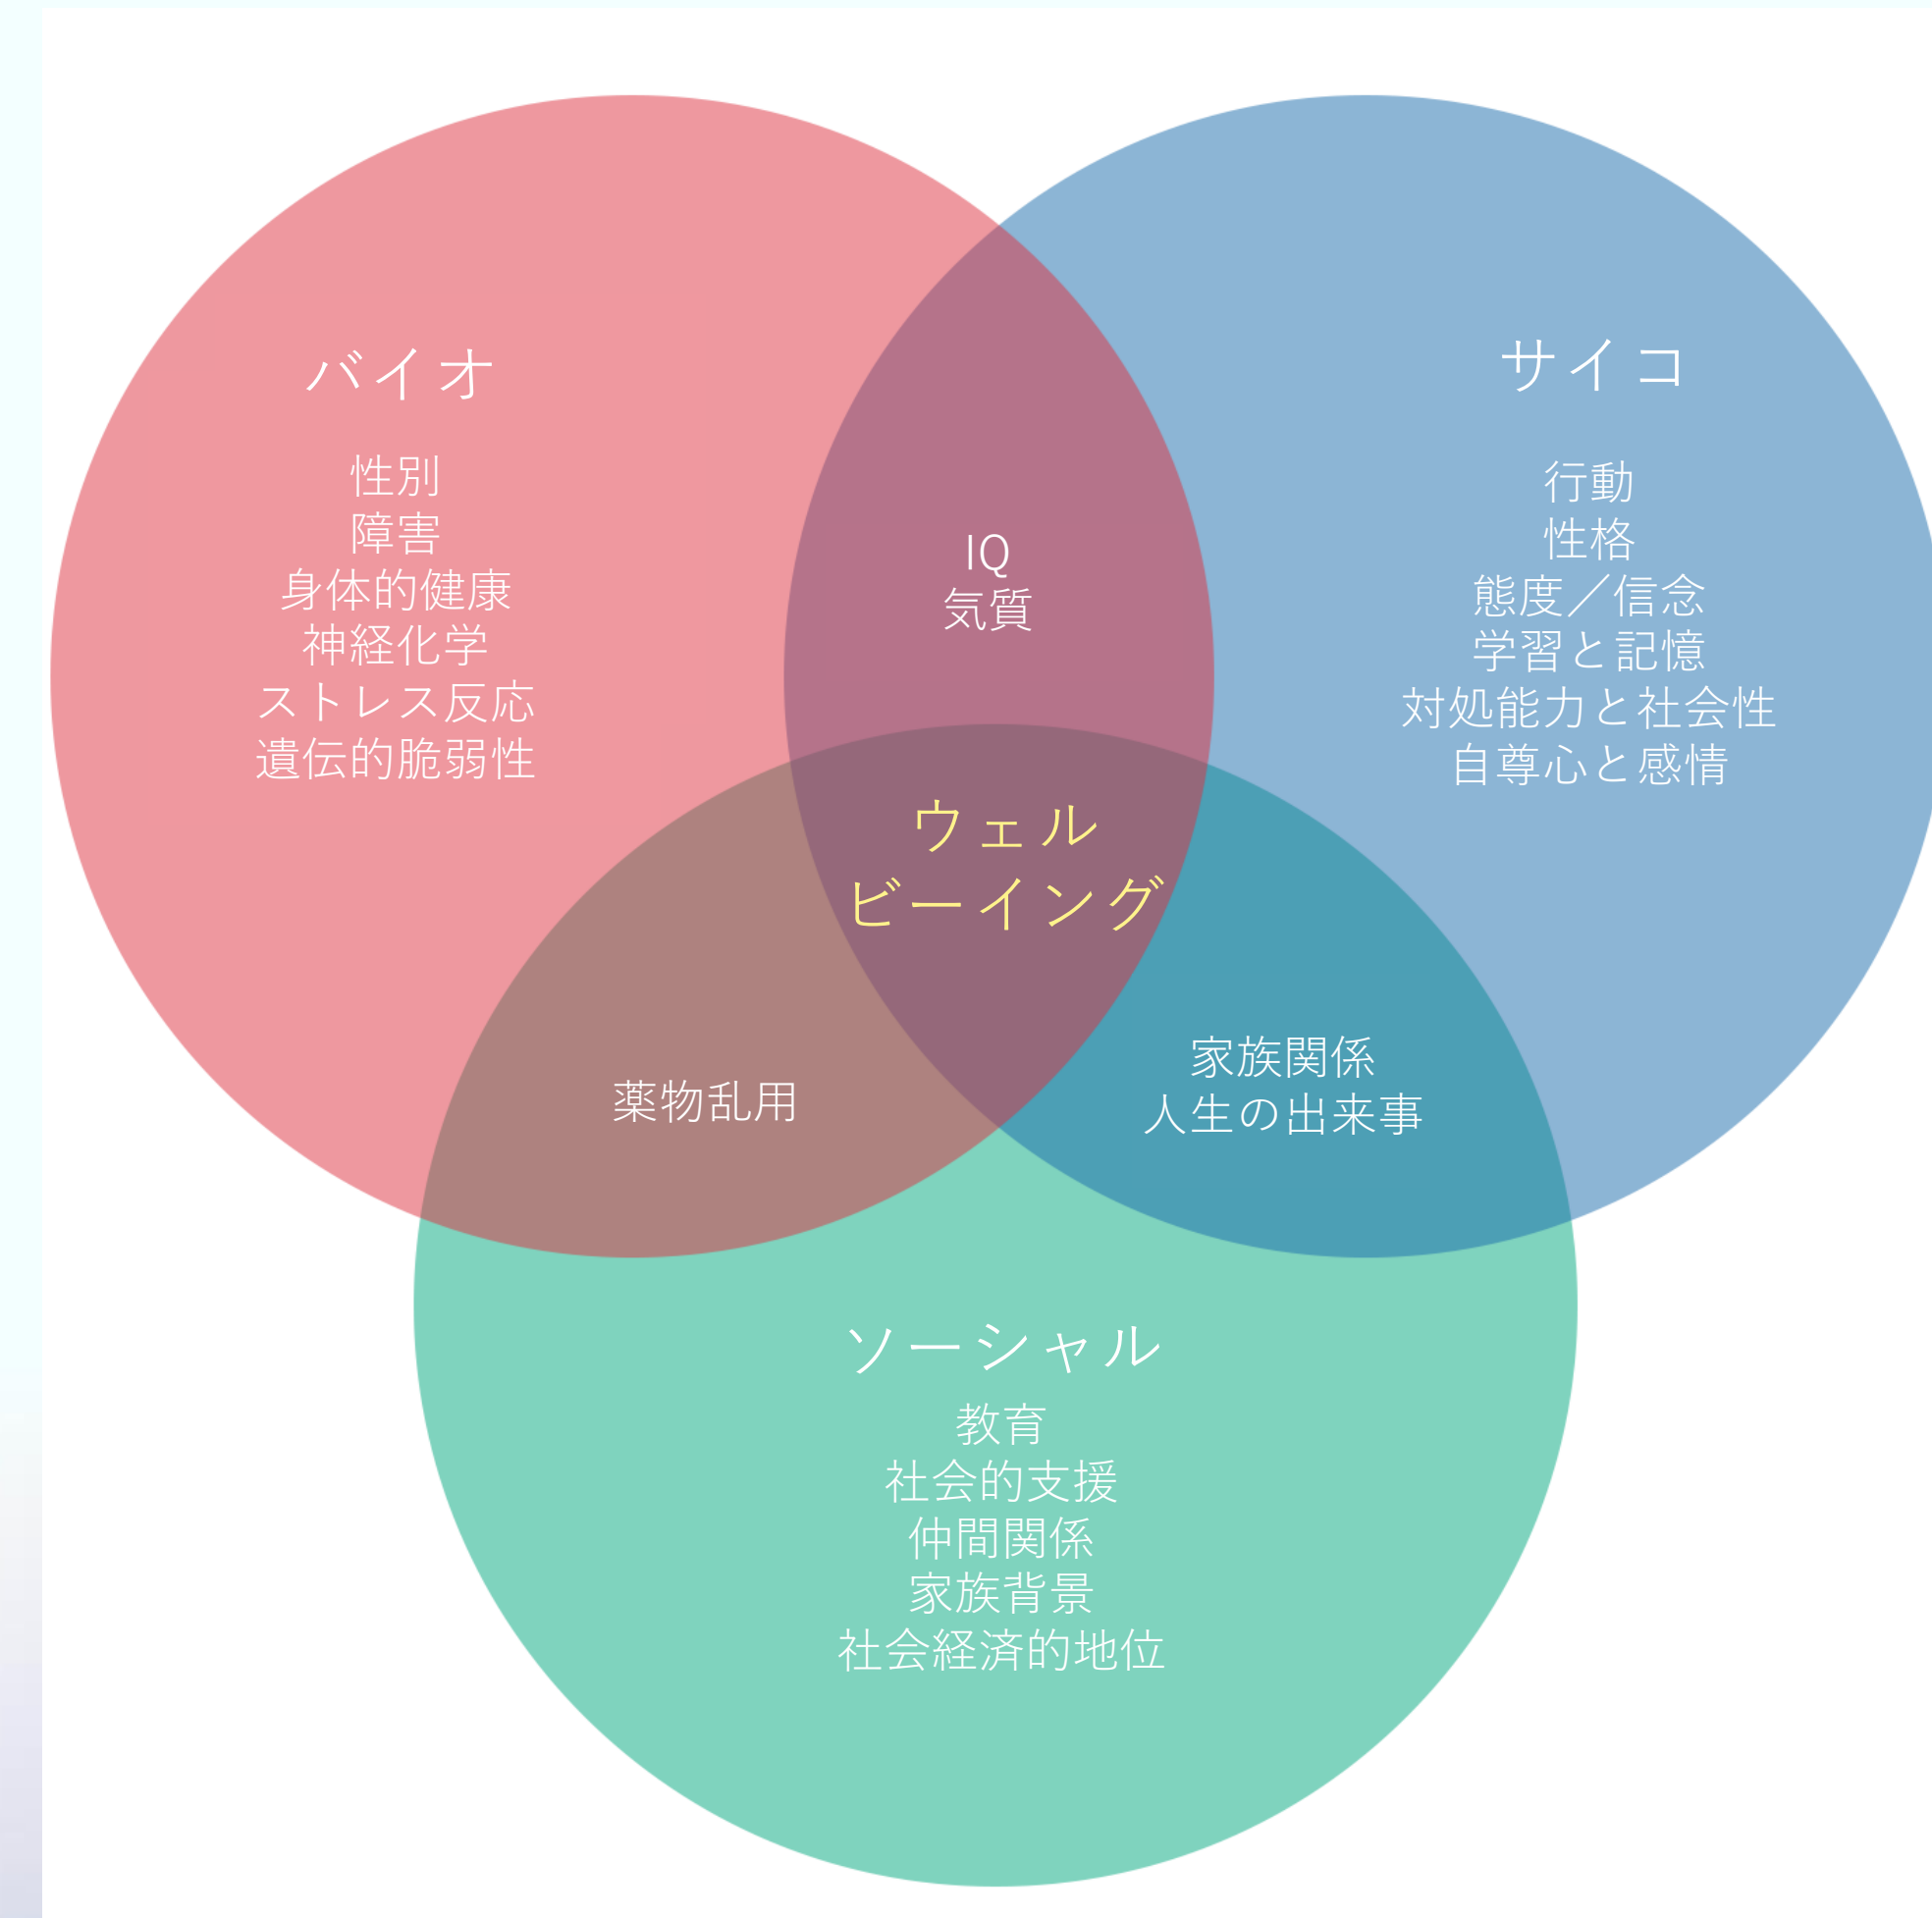 バイオ
性別
障害
身体的健康
神経化学
ストレス反応
遺伝的脆弱性
IQ
気質
サイコ
行動
性格
態度／信念
学習と記憶
対処能力と社会性
自尊心と感情
ウェル
ビーイング
薬物乱用
家族関係
人生の出来事
ソーシャル
教育
社会的支援
仲間関係
家族背景
社会経済的地位